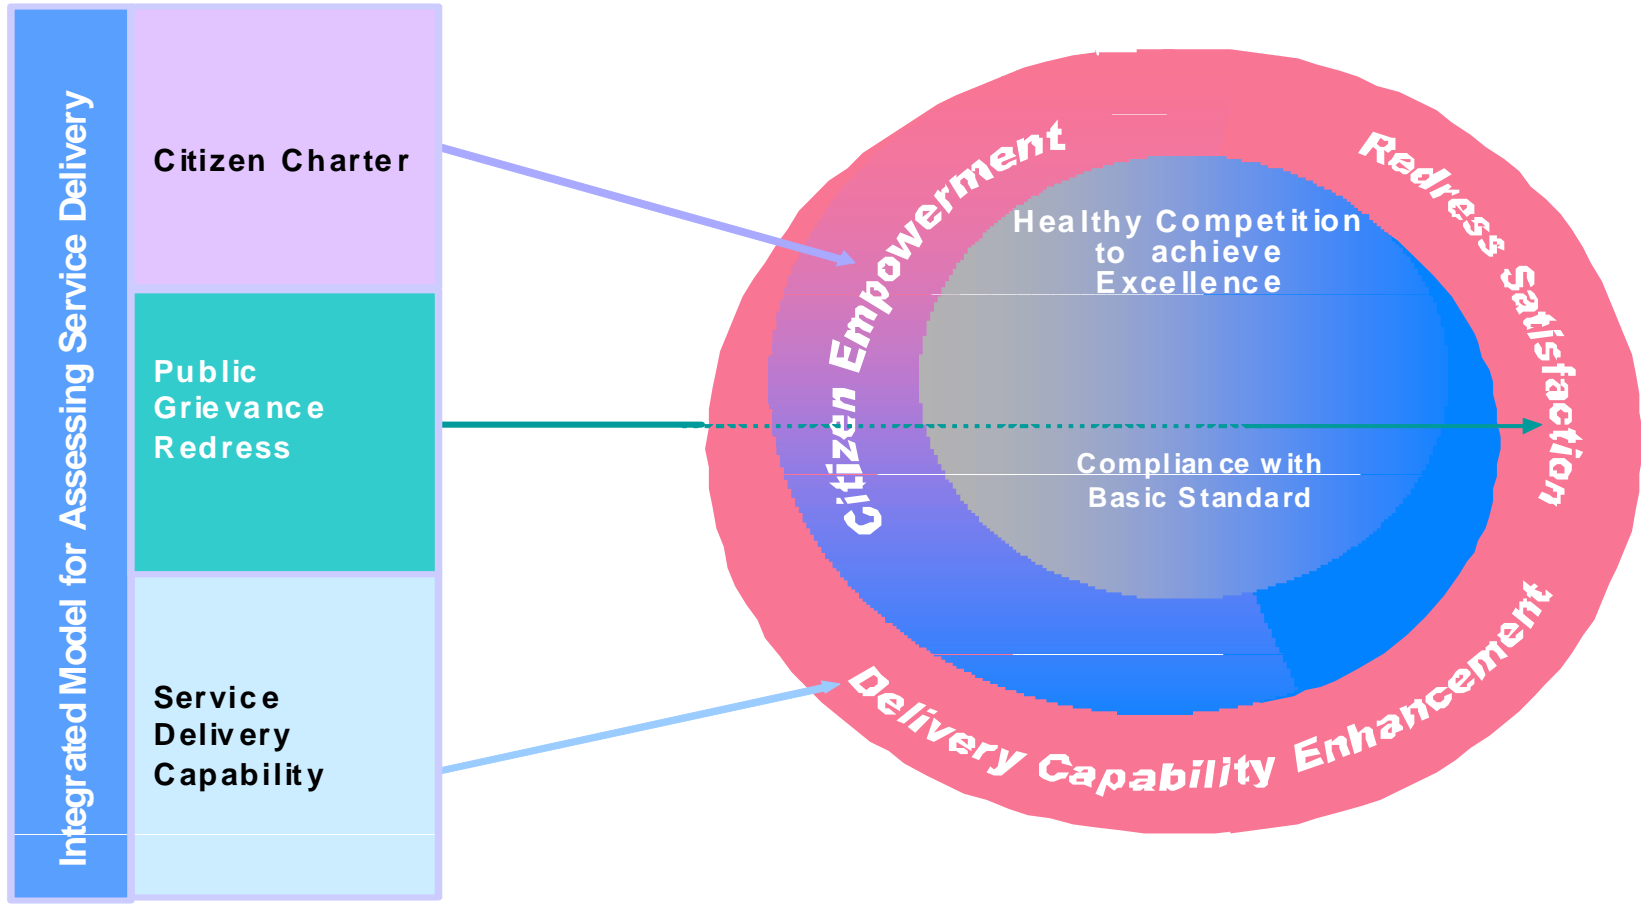 Integrated Model for Assessing Service Delivery
Citizen Charter
Public
Grievance
Redress
Service
Delivery
Capability
Citizen Empowerment
Redress Satisfaction
Healthy Competition
to achieve
Excellence
Compliance with
Basic Standard
Delivery Capability Enhancement